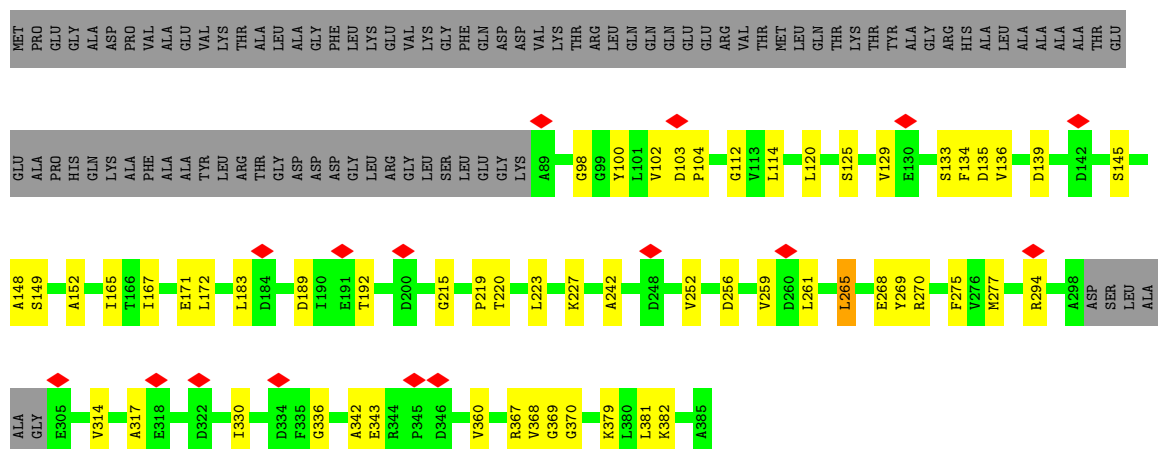 MET PRO GLU GLY ALA ASP PRO VAL ALA GLU VAL LYS THR ALA LEU ALA GLY PHE LEU LYS GLU VAL LYS GLY PHE GLN ASP ASP VAL LYS THR ARG LEU GLN GLN GLN GLU GLU ARG VAL THR MET LEU GLN THR LYS THR TYR ALA GLY ARG HIS ALA LEU ALA ALA ALA ALA THR GLU
GLU ALA PRO HIS GLN LYS ALA PHE ALA ALA TYR LEU ARG THR GLY ASP ASP ASP GLY LEU ARG GLY LEU SER LEU GLU GLY LYS A89 G98 G99 Y100 L101 V102 D103 P104 G112 V113 L114 L120 S125 V129 E130 S133 F134 D135 V136 D139 D142 S145
A148 S149 A152 I165 T166 I167 E171 L172 L183 D184 D189 I190 E191 T192 D200 G215 P219 T220 L223 K227 A242 D248 V252 D256 V259 D260 L261 L265 E268 Y269 R270 F275 V276 M277 R294 A298 ASP SER LEU ALA
ALA GLY E305 V314 A317 E318 D322 I330 D334 F335 G336 A342 E343 R344 P345 D346 V360 R367 V368 G369 G370 K379 L380 L381 K382 A385